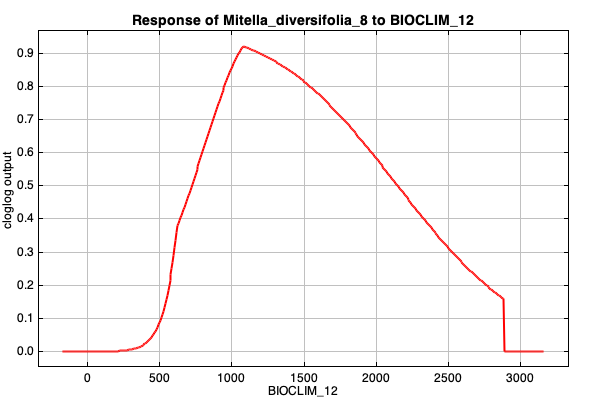 Response of Mitella_diversifolia_8 to BIOCLIM_12
cloglog output
0.9
0.8
0.7
0.6
0.5
0.4
0.3
0.2
0.1
0.0
0 500 1000 1500 2000 2500 3000
BIOCLIM_12